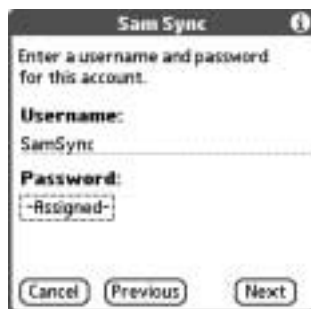 Sam Sync
Enter a username and password
for this account.
Username:
SamSync
Password:
-Assigned-
Cancel Previous Next